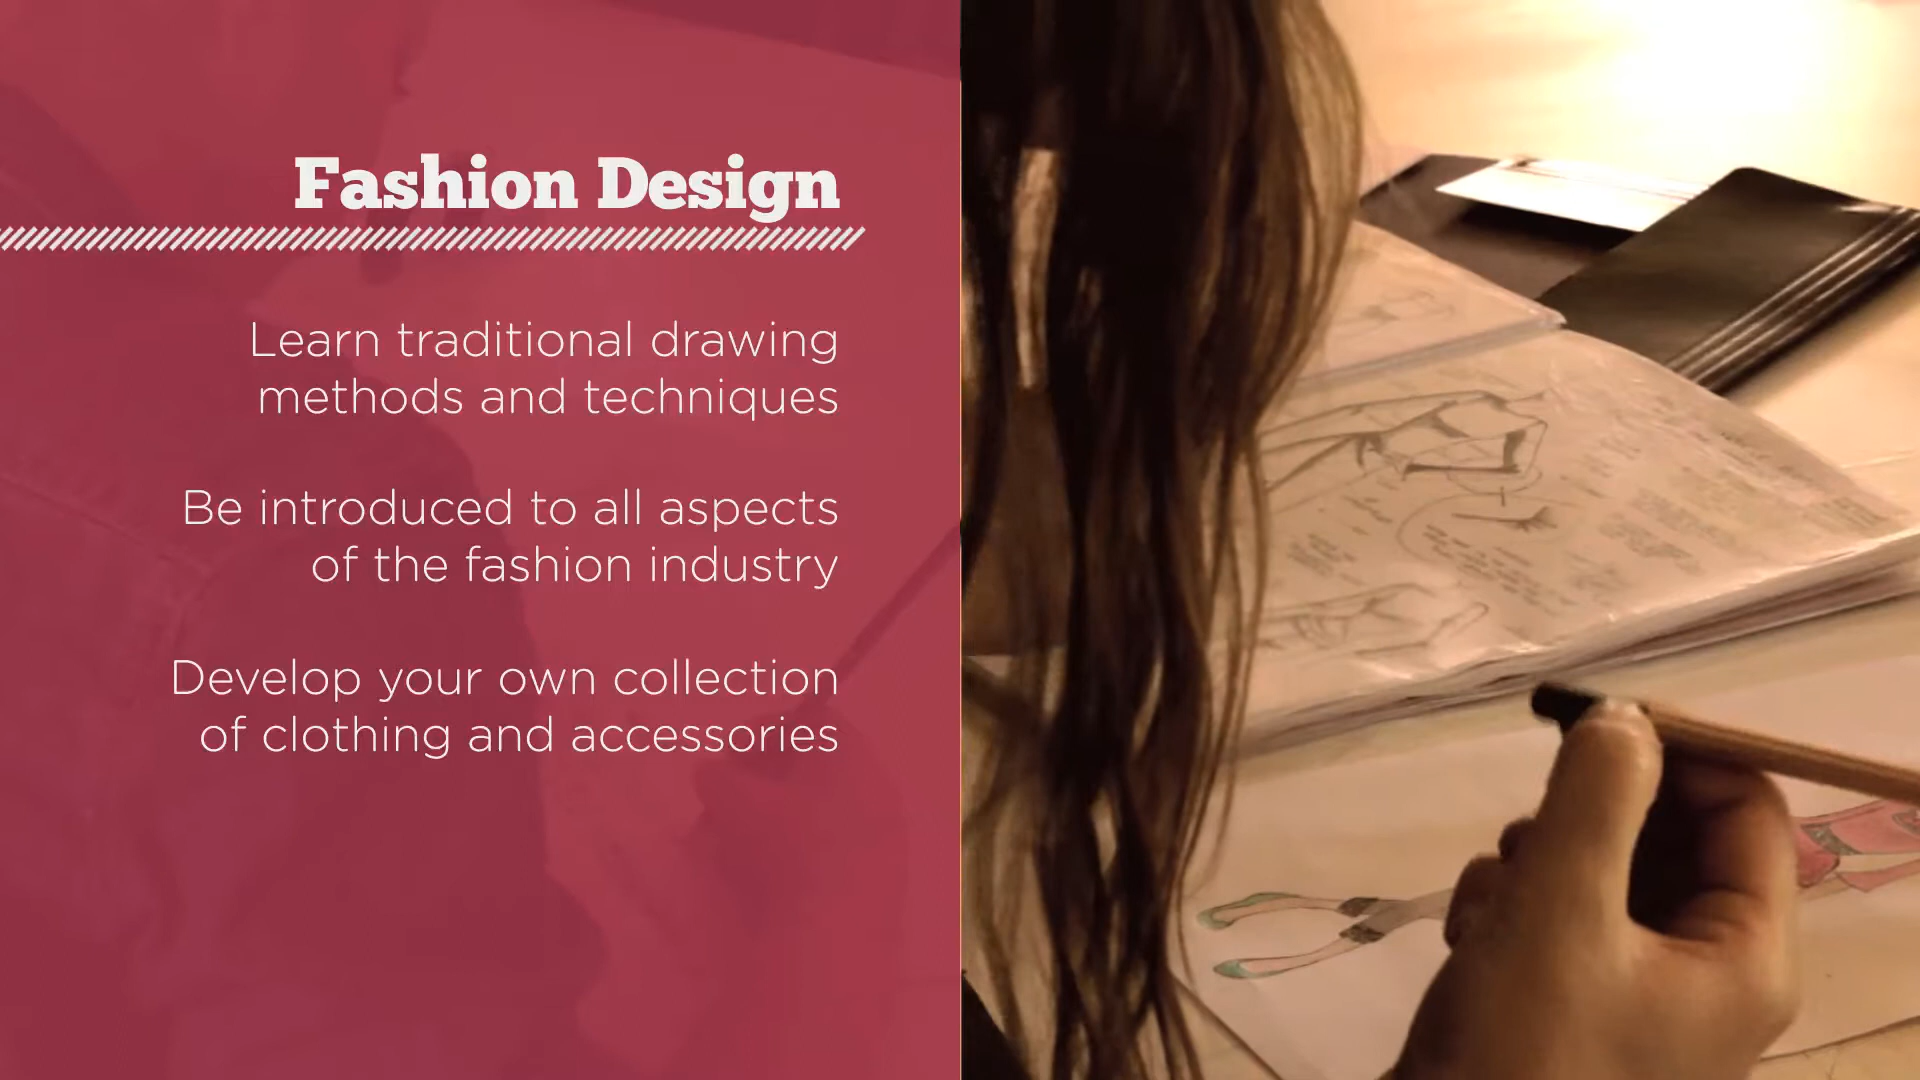 Fashion Design
Learn traditional drawing
methods and techniques
Be introduced to all aspects
of the fashion industry
Develop your own collection
of clothing and accessories